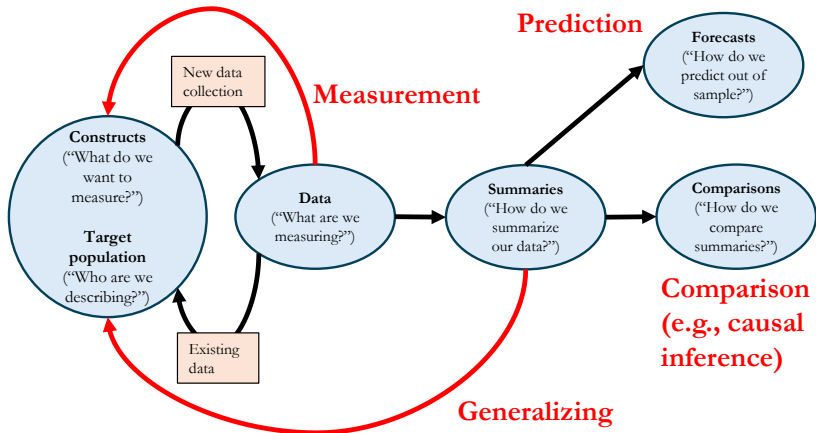 Prediction
Forecasts
(“How do we
predict out of
sample?”)
New data
collection
Measurement
Constructs
(“What do we
want to
measure?”)
Target
population
(“Who are we
describing?”)
Data
(“What are we
measuring?”)
Summaries
(“How do we
summarize
our data?”)
Comparisons
(“How do we
compare
summaries?”)
Comparison
(e.g., causal
inference)
Existing
data
Generalizing